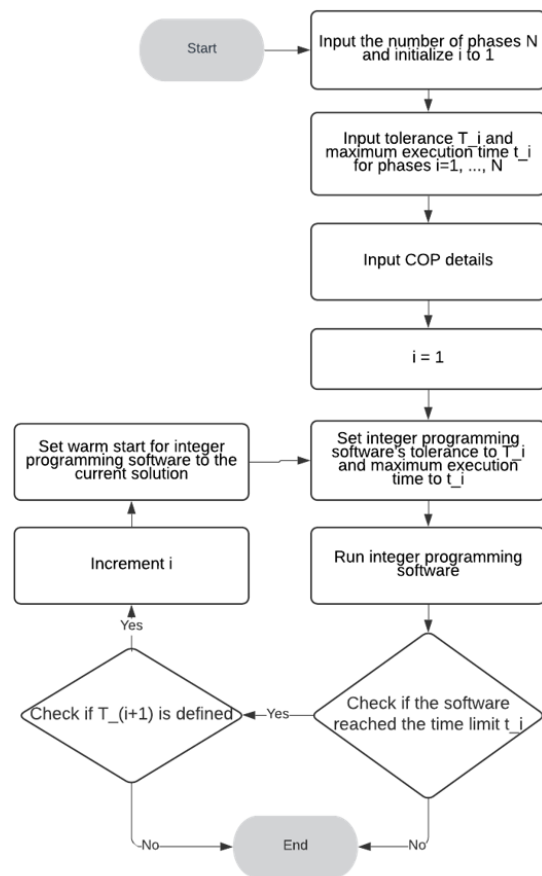 Start
Input the number of phases N
and initialize i to 1
Input tolerance T_i and
maximum execution time t_i
for phases i=1, ..., N
Input COP details
i = 1
Set warm start for integer
programming software to the
current solution
Set integer programming
software's tolerance to T_i
and maximum execution
time to t_i
Increment i
Run integer programming
software
Yes
Check if T_(i+1) is defined
Yes
Check if the software
reached the time limit t_i
No
End
No